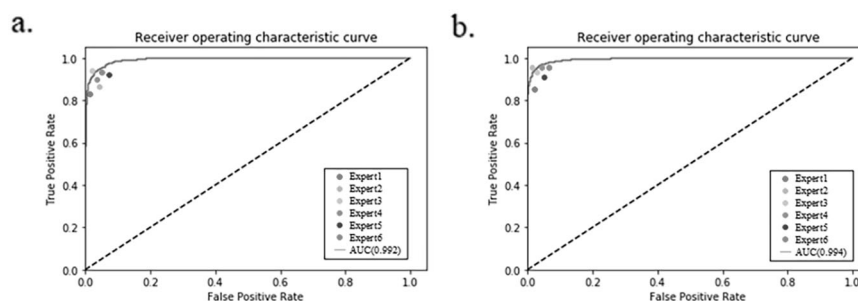 a.
Receiver operating characteristic curve
True Positive Rate
1.0
0.8
0.6
0.4
0.2
0.0
Expert1
Expert2
Expert3
Expert4
Expert5
Expert6
AUC(0.992)
0.0 0.2 0.4 0.6 0.8 1.0
False Positive Rate
b.
Receiver operating characteristic curve
True Positive Rate
1.0
0.8
0.6
0.4
0.2
0.0
Expert1
Expert2
Expert3
Expert4
Expert5
Expert6
AUC(0.994)
0.0 0.2 0.4 0.6 0.8 1.0
False Positive Rate